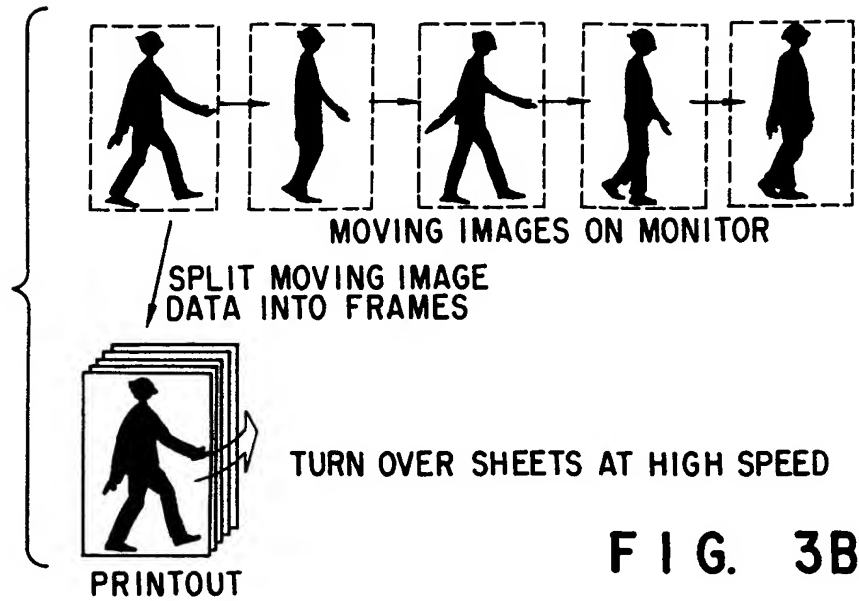 MOVING IMAGES ON MONITOR
SPLIT MOVING IMAGE
DATA INTO FRAMES
TURN OVER SHEETS AT HIGH SPEED
PRINTOUT
FIG. 3B